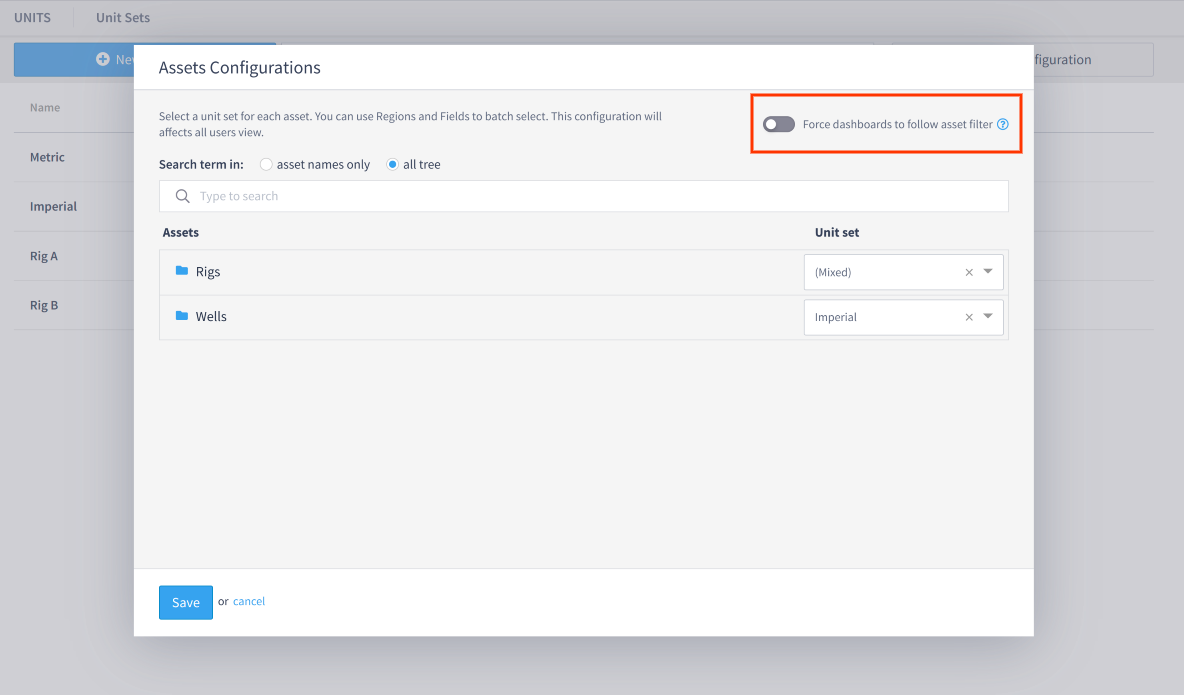 UNITS Unit Sets
Assets Configurations
Select a unit set for each asset. You can use Regions and Fields to batch select. This configuration will
affects all users view.
Force dashboards to follow asset filter ?
Search term in: asset names only all tree
Type to search
Assets Unit set
Rigs (Mixed)
Wells Imperial
Save or cancel
Name
Metric
Imperial
Rig A
Rig B